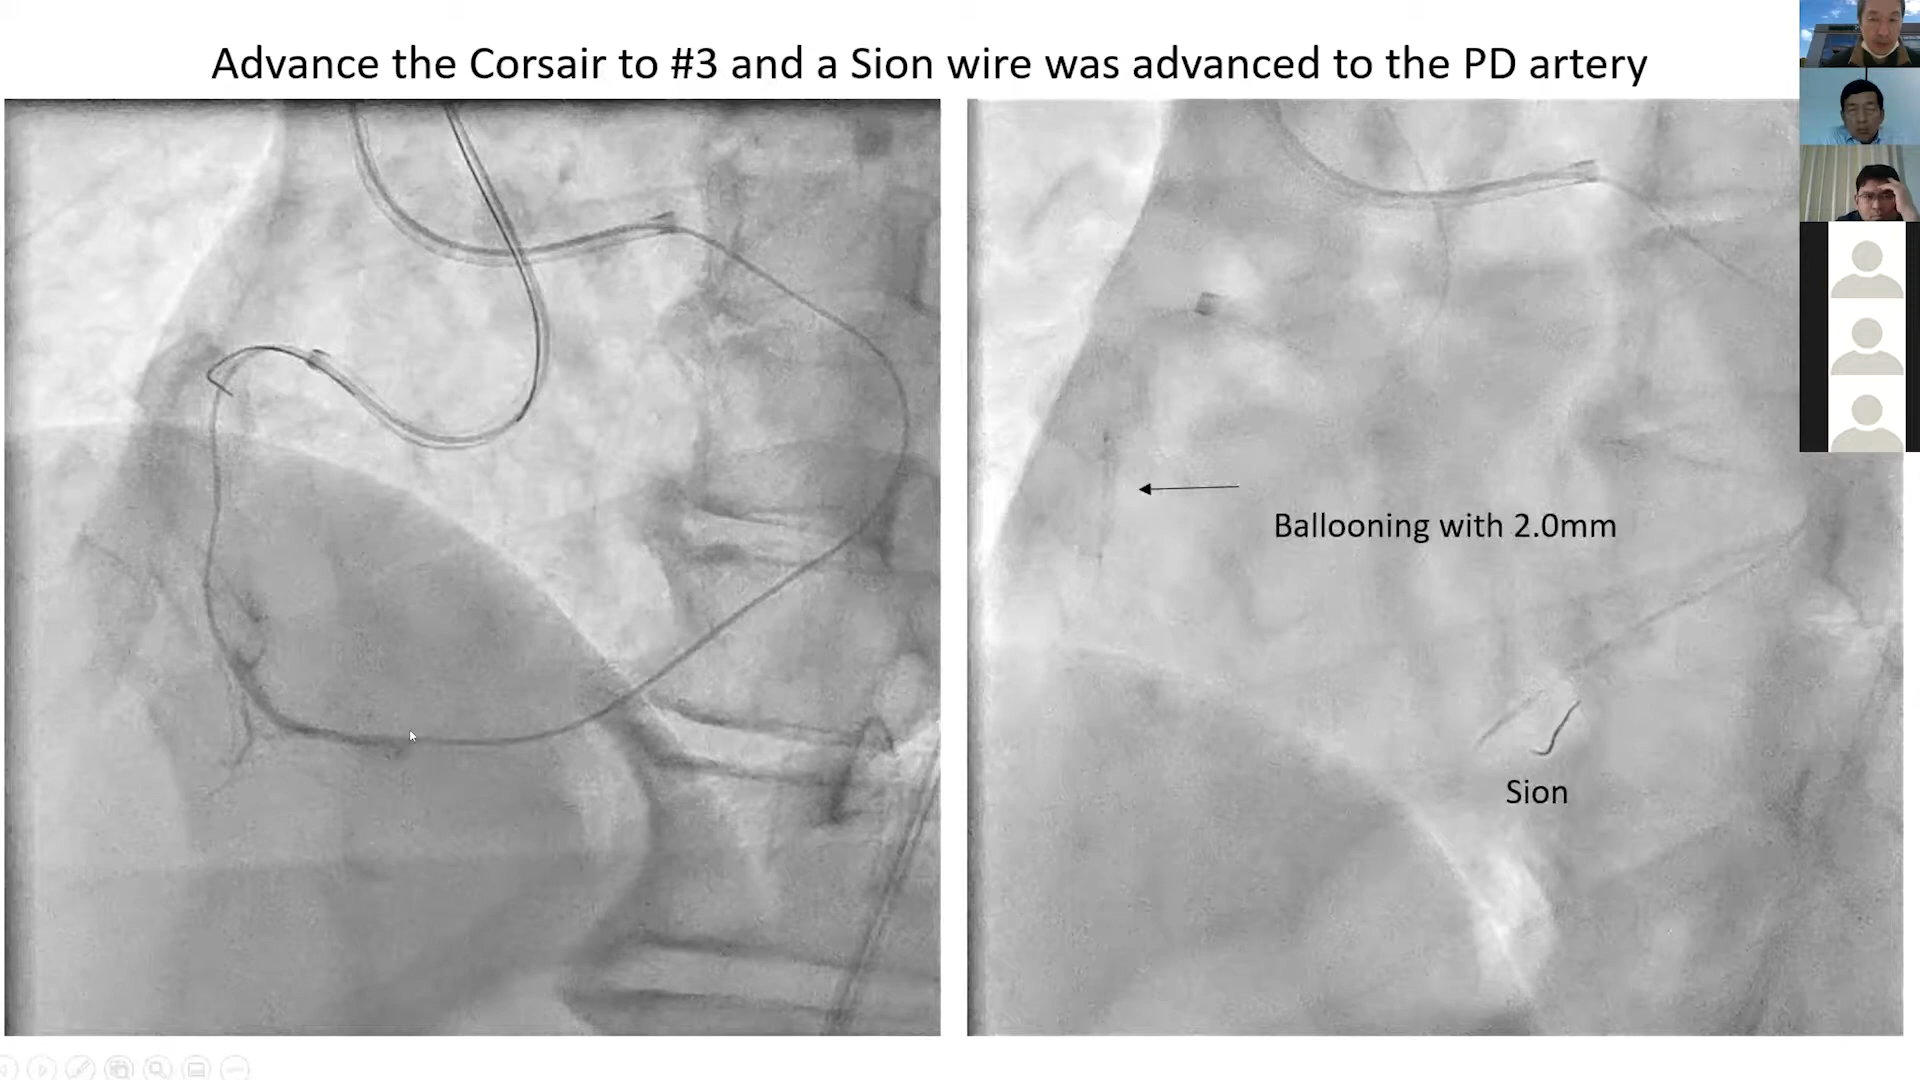 Advance the Corsair to #3 and a Sion wire was advanced to the PD artery
Ballooning with 2.0mm
Sion